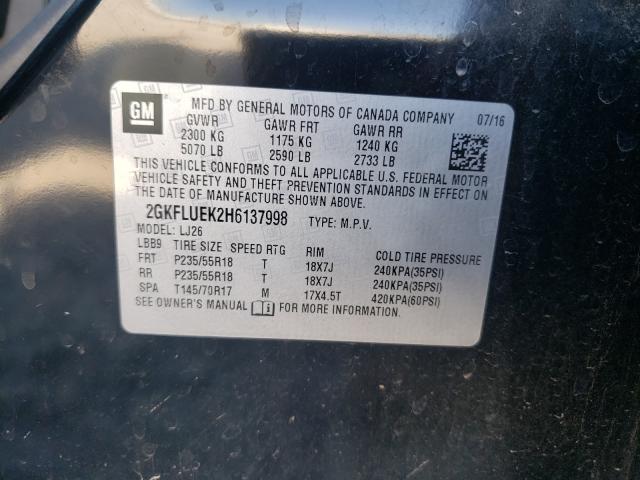 GM MFD BY GENERAL MOTORS OF CANADA COMPANY 07/16
GVWR GAWR FRT GAWR RR
2300 KG 1175 KG 1240 KG
5070 LB 2590 LB 2733 LB
THIS VEHICLE CONFORMS TO ALL APPLICABLE U.S. FEDERAL MOTOR
VEHICLE SAFETY AND THEFT PREVENTION STANDARDS IN EFFECT ON
THE DATE OF MANUFACTURE SHOWN ABOVE.
2GKFLUEK2H6137998 TYPE: M.P.V.
MODEL: LJ26
LBB9 TIRE SIZE SPEED RTG RIM COLD TIRE PRESSURE
FRT P235/55R18 T 18X7J 240KPA(35PSI)
RR P235/55R18 T 18X7J 240KPA(35PSI)
SPA T145/70R17 M 17X4.5T 420KPA(60PSI)
SEE OWNER'S MANUAL FOR MORE INFORMATION.